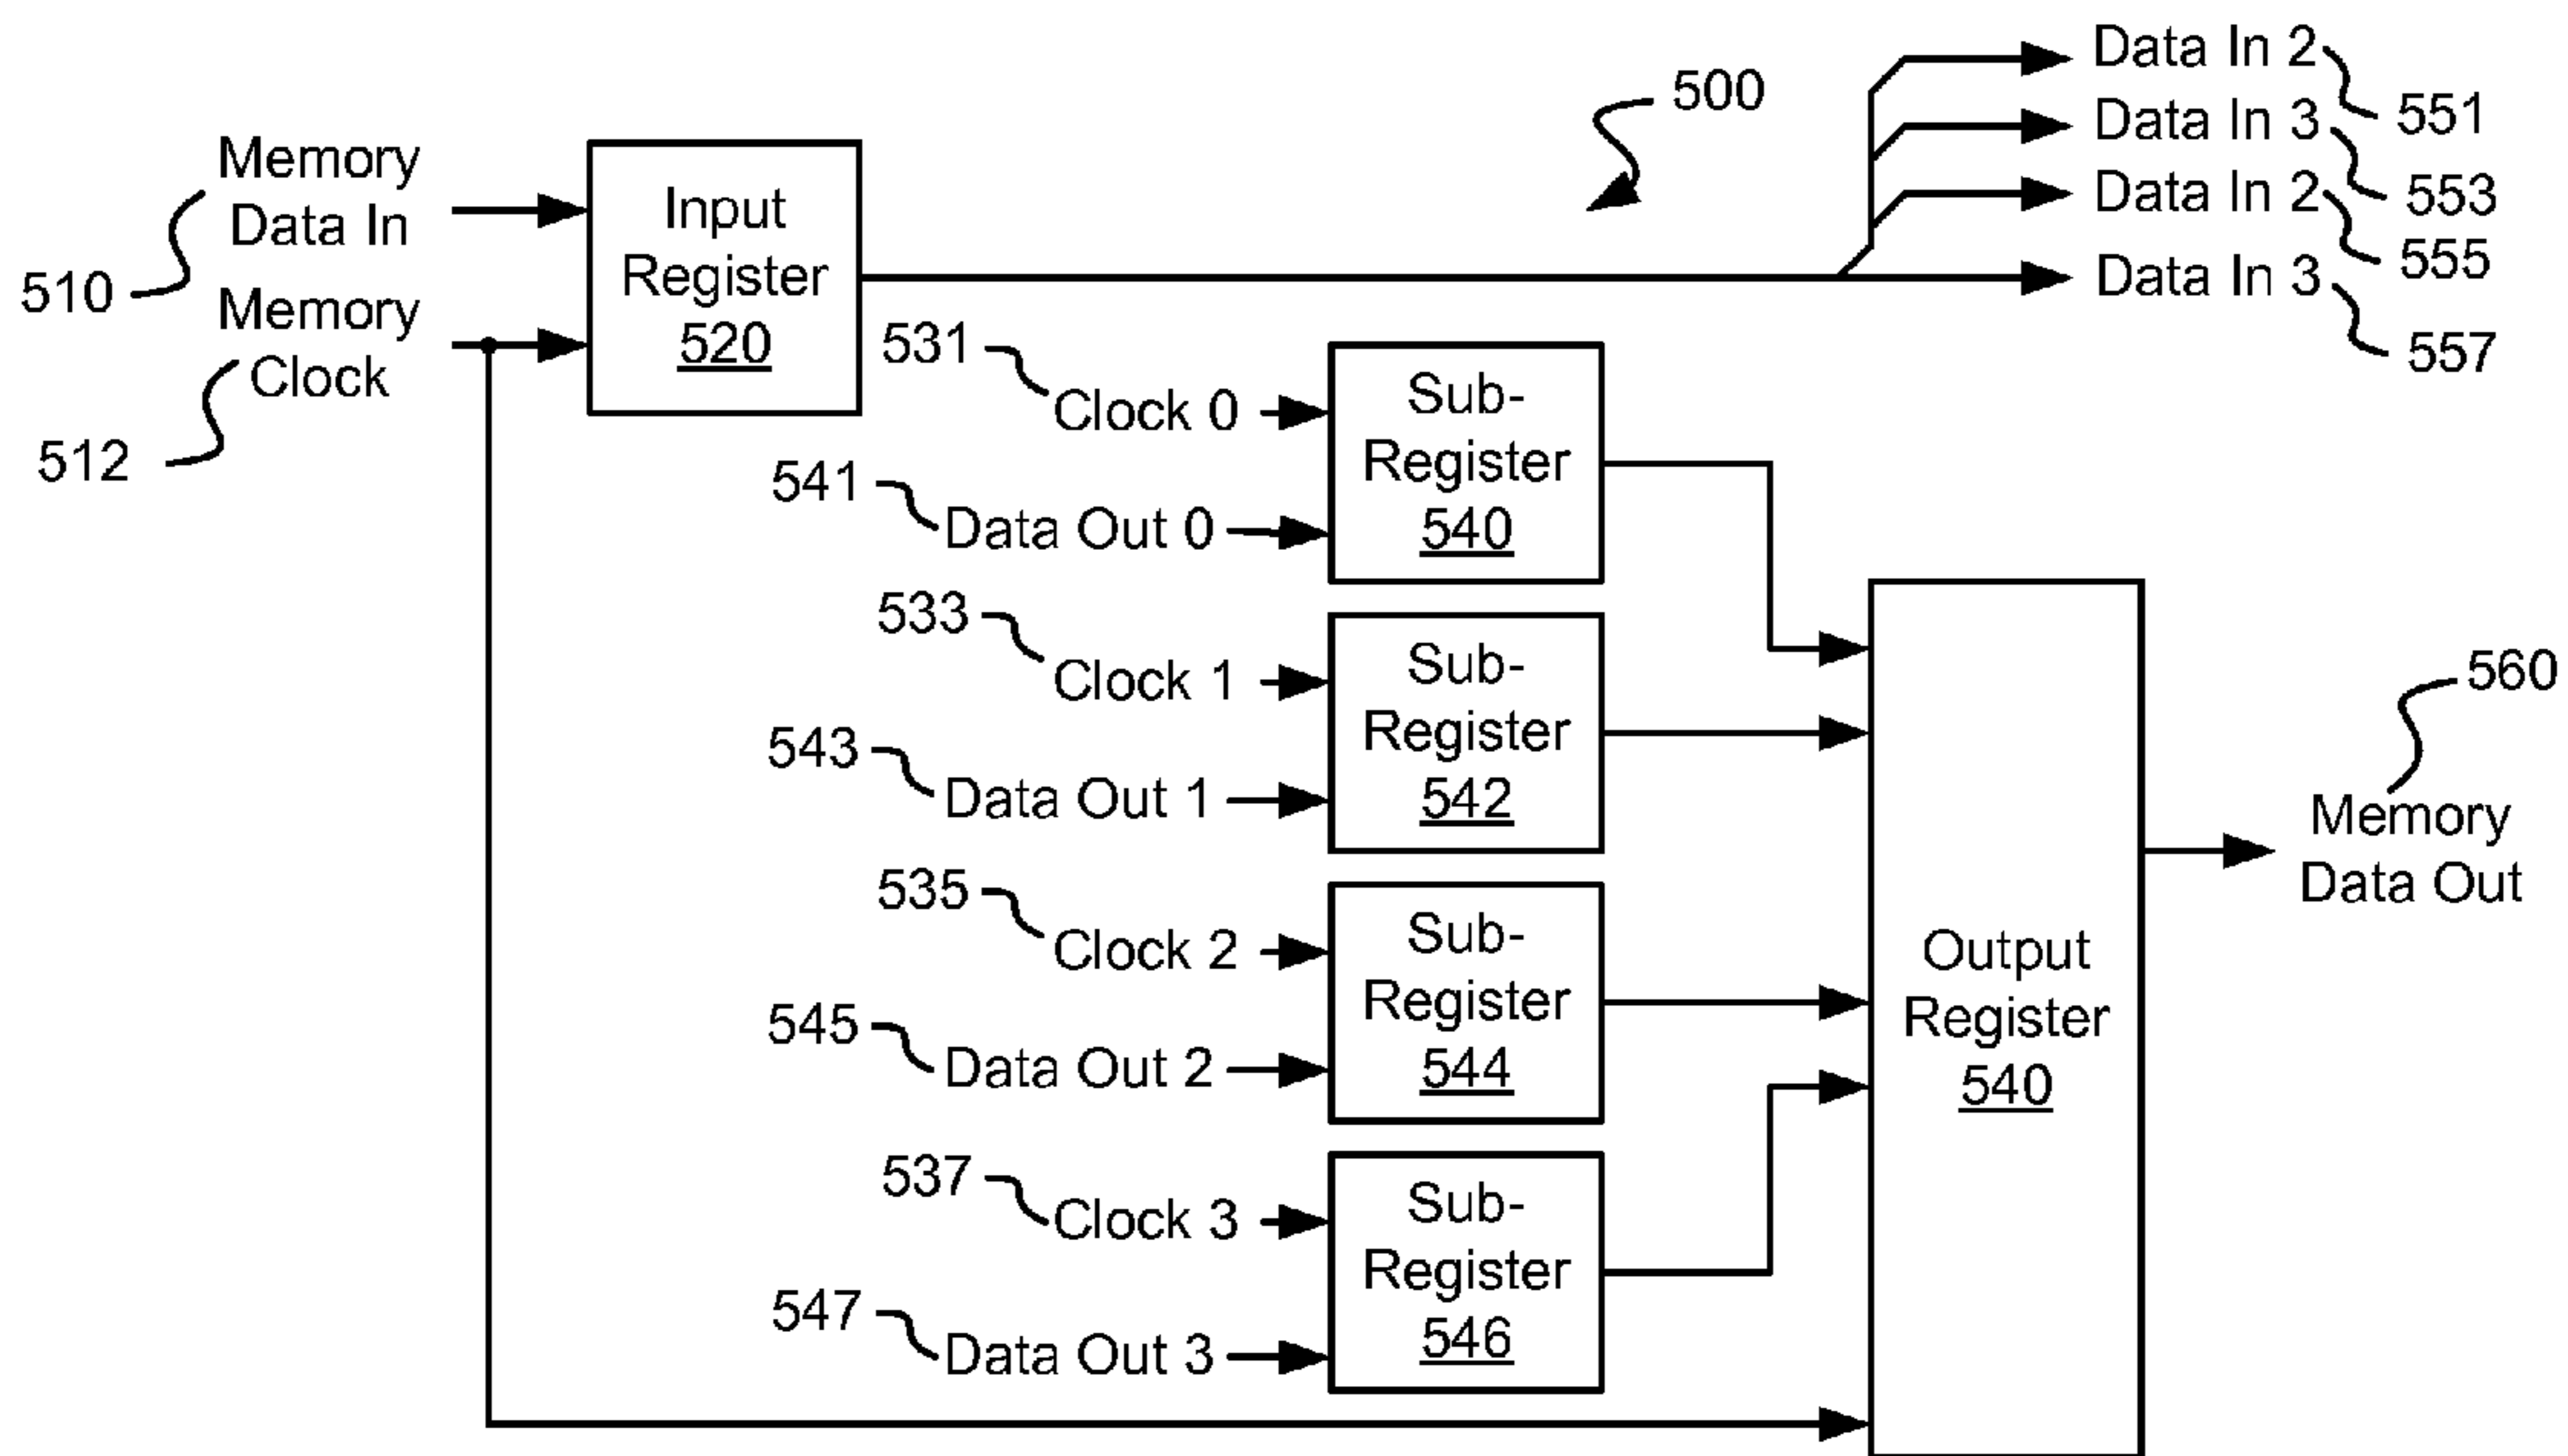 Data In 2
500
551
Data In 3
Memory
Data In
Input
Register
520
Data In 2
553
555
510
Data In 3
Memory
Clock
557
531
Clock 0
Sub-
Register
540
512
541
Data Out 0
533
Clock 1
Sub-
Register
542
543
Data Out 1
560
Memory
Data Out
535
Clock 2
Sub-
Register
544
545
Data Out 2
Output
Register
540
537
Clock 3
Sub-
Register
546
547
Data Out 3